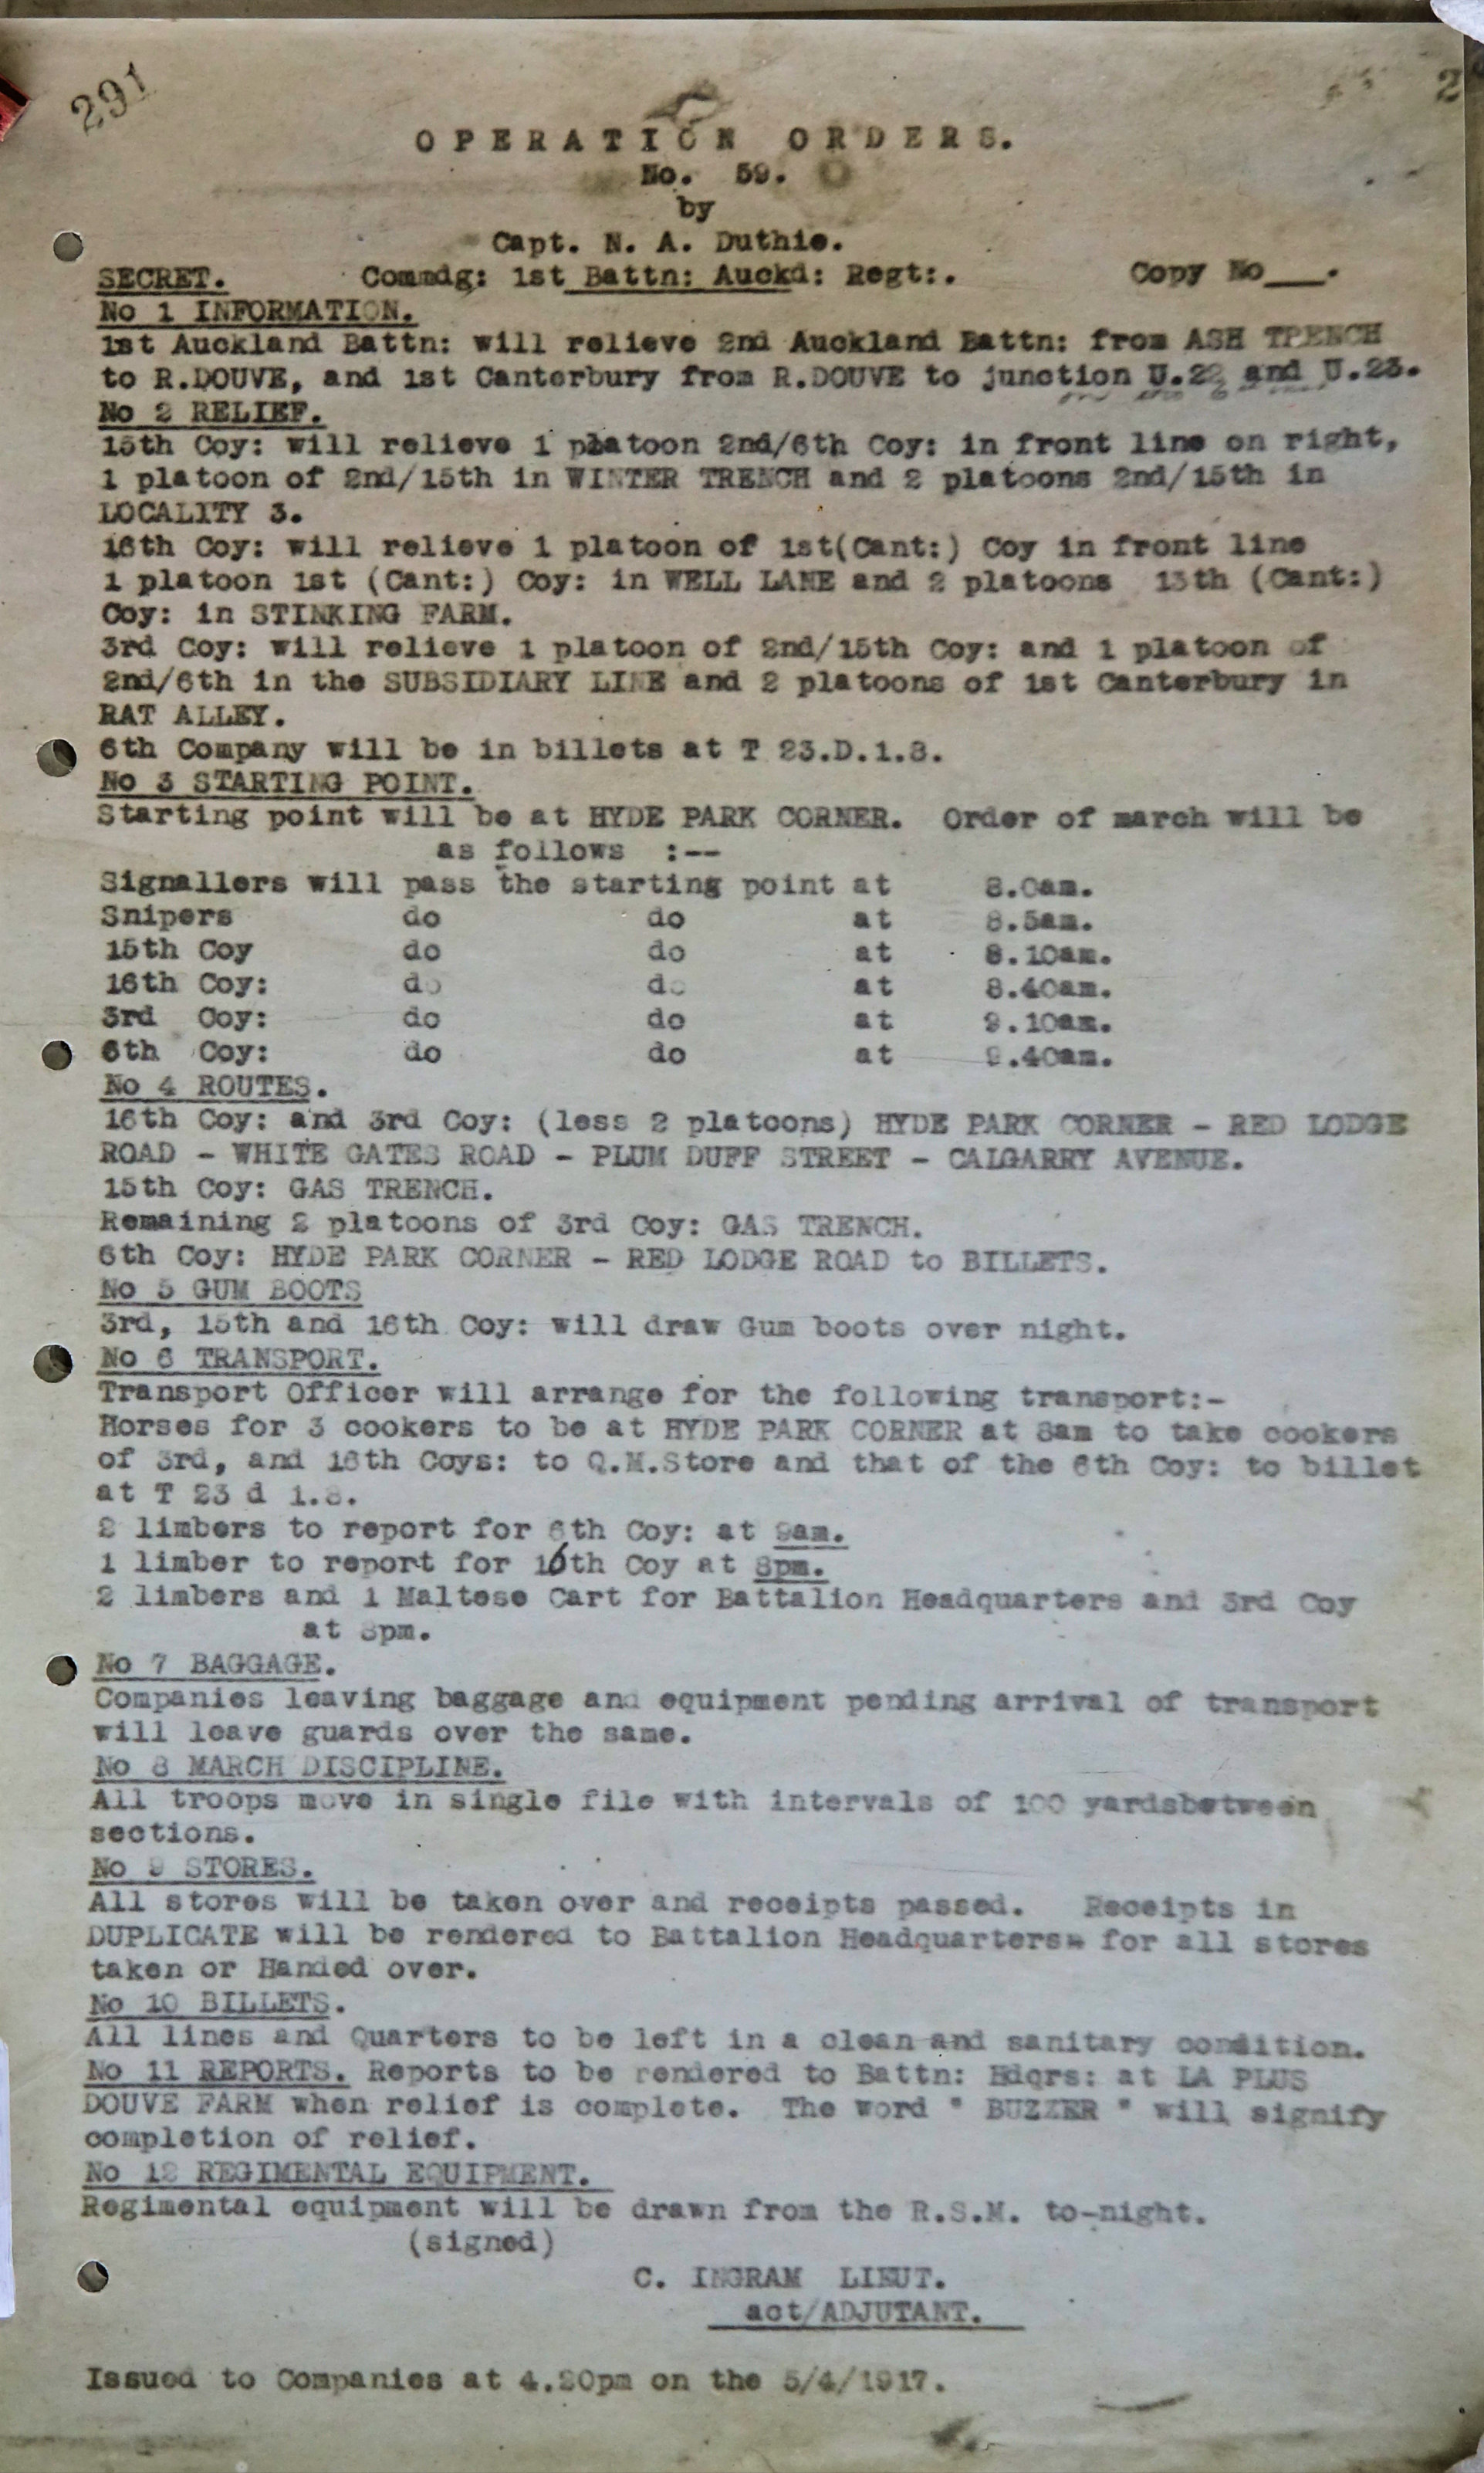 291
2
OPERATION ORDERS.
No. 59.
by
Capt. N. A. Duthie.
SECRET. Commdg: 1st Battn: Auckd: Regt:. Copy No___.
No 1 INFORMATION.
1st Auckland Battn: will relieve 2nd Auckland Battn: from ASH TRENCH
to R.DOUVE, and 1st Canterbury from R.DOUVE to junction U.22 and U.23.
No 2 RELIEF.
15th Coy: will relieve 1 platoon 2nd/6th Coy: in front line on right,
1 platoon of 2nd/15th in WINTER TRENCH and 2 platoons 2nd/15th in
LOCALITY 3.
16th Coy: will relieve 1 platoon of 1st(Cant:) Coy in front line
1 platoon 1st (Cant:) Coy: in WELL LANE and 2 platoons 13th (Cant:)
Coy: in STINKING FARM.
3rd Coy: will relieve 1 platoon of 2nd/15th Coy: and 1 platoon of
2nd/6th in the SUBSIDIARY LINE and 2 platoons of 1st Canterbury in
RAT ALLEY.
6th Company will be in billets at T 23.D.1.8.
No 3 STARTING POINT.
Starting point will be at HYDE PARK CORNER. Order of march will be
as follows :--
Signallers will pass the starting point at 8.0am.
Snipers do do at 8.5am.
15th Coy do do at 8.10am.
16th Coy: do do at 8.40am.
3rd Coy: do do at 9.10am.
6th Coy: do do at 9.40am.
No 4 ROUTES.
16th Coy: and 3rd Coy: (less 2 platoons) HYDE PARK CORNER - RED LODGE
ROAD - WHITE GATES ROAD - PLUM DUFF STREET - CALGARRY AVENUE.
15th Coy: GAS TRENCH.
Remaining 2 platoons of 3rd Coy: GAS TRENCH.
6th Coy: HYDE PARK CORNER - RED LODGE ROAD to BILLETS.
No 5 GUM BOOTS
3rd, 15th and 16th Coy: will draw Gum boots over night.
No 6 TRANSPORT.
Transport Officer will arrange for the following transport:-
Horses for 3 cookers to be at HYDE PARK CORNER at 8am to take cookers
of 3rd, and 16th Coys: to Q.M.Store and that of the 6th Coy: to billet
at T 23 d 1.8.
2 limbers to report for 6th Coy: at 9am.
1 limber to report for 16th Coy at 8pm.
2 limbers and 1 Maltese Cart for Battalion Headquarters and 3rd Coy
at 8pm.
No 7 BAGGAGE.
Companies leaving baggage and equipment pending arrival of transport
will leave guards over the same.
No 8 MARCH DISCIPLINE.
All troops move in single file with intervals of 100 yardsbetween
sections.
No 9 STORES.
All stores will be taken over and receipts passed. Receipts in
DUPLICATE will be rendered to Battalion Headquarters for all stores
taken or Handed over.
No 10 BILLETS.
All lines and Quarters to be left in a clean and sanitary condition.
No 11 REPORTS. Reports to be rendered to Battn: Hdqrs: at LA PLUS
DOUVE FARM when relief is complete. The word " BUZZER " will signify
completion of relief.
No 12 REGIMENTAL EQUIPMENT.
Regimental equipment will be drawn from the R.S.M. to-night.
(signed)
C. INGRAM LIEUT.
act/ADJUTANT.
Issued to Companies at 4.20pm on the 5/4/1917.